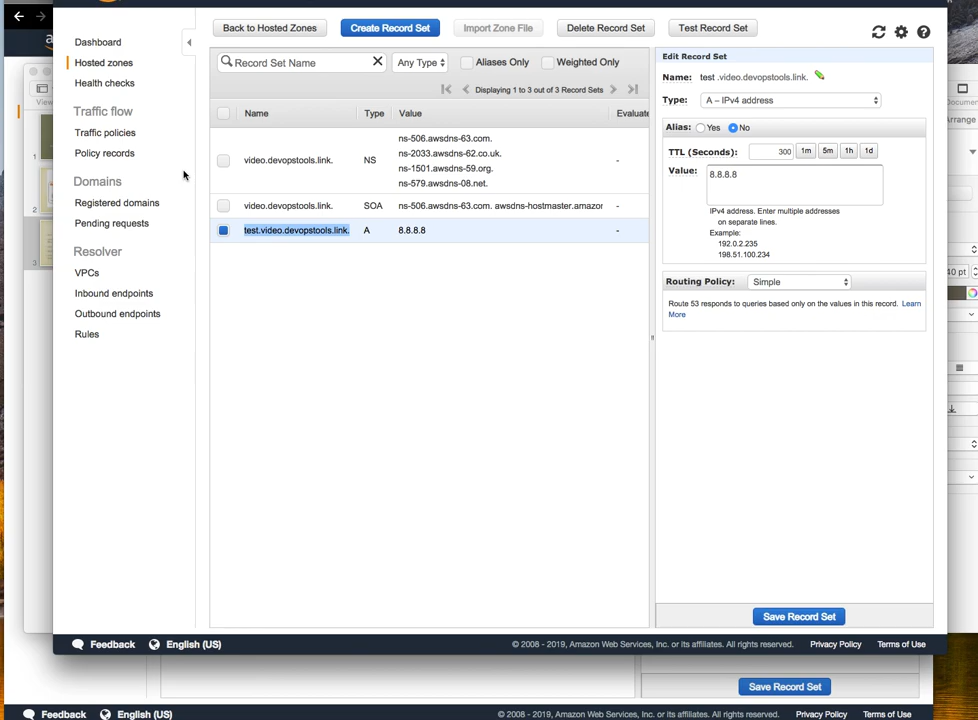 Back to Hosted Zones
Create Record Set
Import Zone File
Delete Record Set
Test Record Set
Dashboard
Hosted zones
Health checks
Traffic flow
Traffic policies
Policy records
Domains
Registered domains
Pending requests
Resolver
VPCs
Inbound endpoints
Outbound endpoints
Rules
View
1
2
3
Record Set Name
Any Type
Aliases Only
Weighted Only
Displaying 1 to 3 out of 3 Record Sets
Name Type Value Evaluate
video.devopstools.link. NS
ns-506.awsdns-63.com.
ns-2033.awsdns-62.co.uk.
ns-1501.awsdns-59.org.
ns-579.awsdns-08.net.
-
video.devopstools.link. SOA ns-506.awsdns-63.com. awsdns-hostmaster.amazor -
test.video.devopstools.link. A 8.8.8.8 -
Edit Record Set
Name: test .video.devopstools.link.
Type: A – IPv4 address
Alias: Yes No
TTL (Seconds): 300 1m 5m 1h 1d
Value: 8.8.8.8
IPv4 address. Enter multiple addresses
on separate lines.
Example:
192.0.2.235
198.51.100.234
Routing Policy: Simple
Route 53 responds to queries based only on the values in this record. Learn
More
Save Record Set
Feedback English (US)
© 2008 - 2019, Amazon Web Services, Inc. or its affiliates. All rights reserved. Privacy Policy Terms of Use
Save Record Set
Feedback English (US)
© 2008 - 2019, Amazon Web Services, Inc. or its affiliates. All rights reserved. Privacy Policy Terms of Use
Documen
Arrange
40 pt